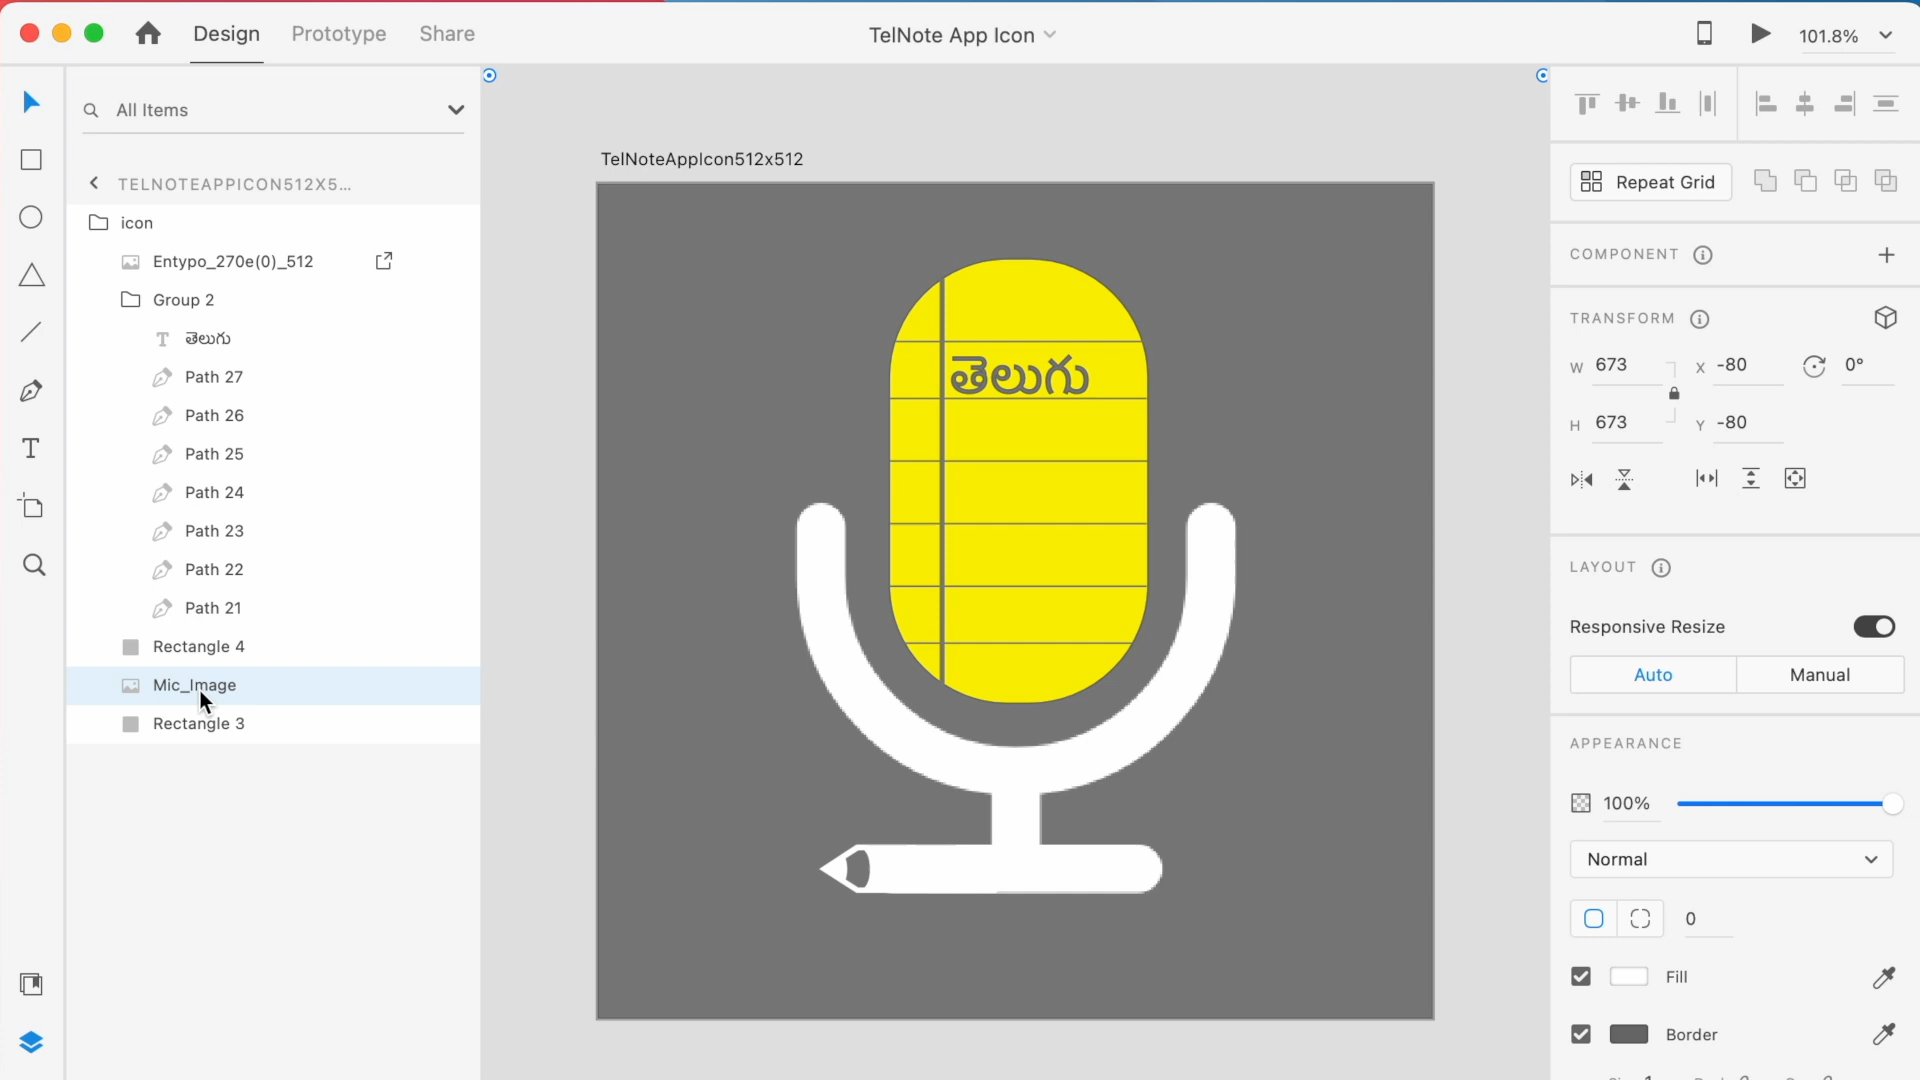 Design
Prototype
Share
TelNote App Icon
101.8%
All Items
TELNOTEAPPICON512X5...
icon
Entypo_270e(0)_512
Group 2
తెలుగు
Path 27
Path 26
Path 25
Path 24
Path 23
Path 22
Path 21
Rectangle 4
Mic_Image
Rectangle 3
TelNoteAppIcon512x512
తెలుగు
Repeat Grid
COMPONENT
TRANSFORM
W 673 X -80 0°
H 673 Y -80
LAYOUT
Responsive Resize
Auto Manual
APPEARANCE
100%
Normal
0
Fill
Border